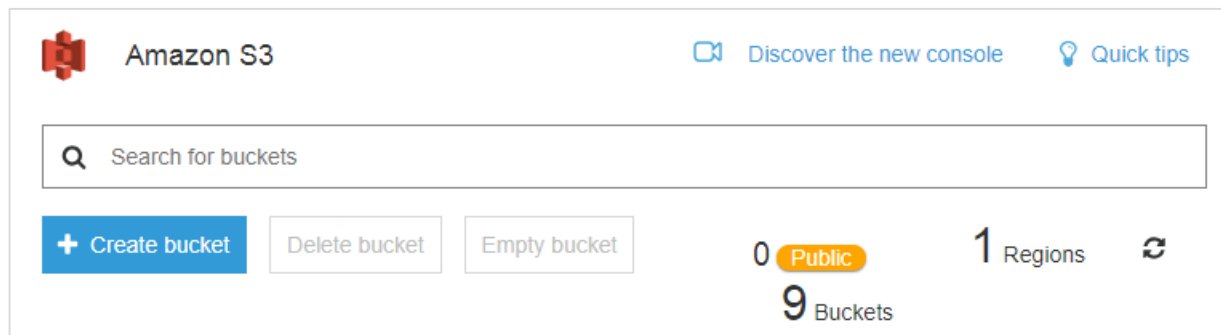 Amazon S3 Discover the new console Quick tips
Search for buckets
+ Create bucket Delete bucket Empty bucket 0 Public 1 Regions
9 Buckets